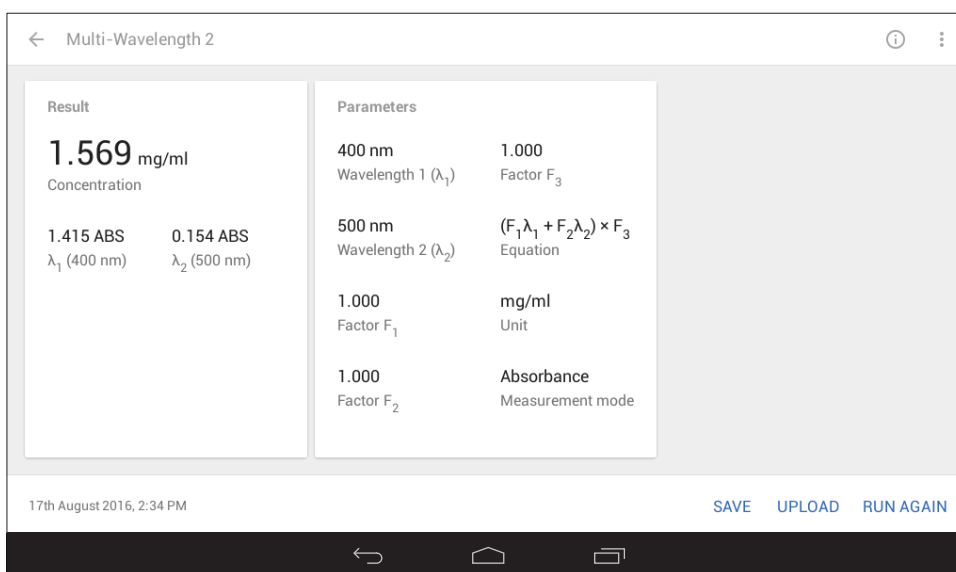 Multi-Wavelength 2
Result
1.569 mg/ml
Concentration
1.415 ABS 0.154 ABS
λ₁ (400 nm) λ₂ (500 nm)
Parameters
400 nm 1.000
Wavelength 1 (λ₁) Factor F₃
500 nm (F₁λ₁ + F₂λ₂) × F₃
Wavelength 2 (λ₂) Equation
1.000 mg/ml
Factor F₁ Unit
1.000 Absorbance
Factor F₂ Measurement mode
17th August 2016, 2:34 PM SAVE UPLOAD RUN AGAIN